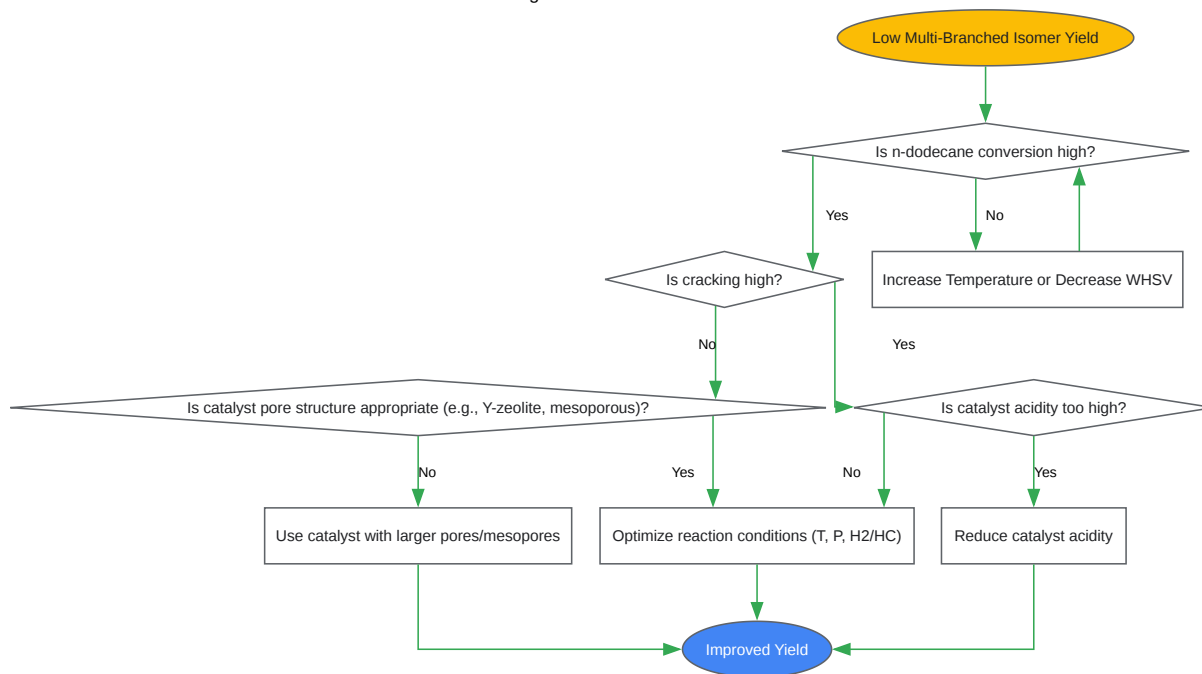 Low Multi-Branched Isomer Yield
Is n-dodecane conversion high?
Yes
No
Is cracking high?
Increase Temperature or Decrease WHSV
No
Yes
Is catalyst pore structure appropriate (e.g., Y-zeolite, mesoporous)?
Is catalyst acidity too high?
No
Yes
No
Yes
Use catalyst with larger pores/mesopores
Optimize reaction conditions (T, P, H2/HC)
Reduce catalyst acidity
Improved Yield